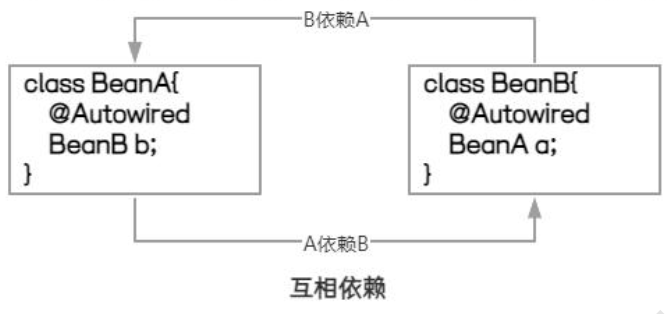 B依赖A
class BeanA{
@Autowired
BeanB b;
}
class BeanB{
@Autowired
BeanA a;
}
A依赖B
互相依赖